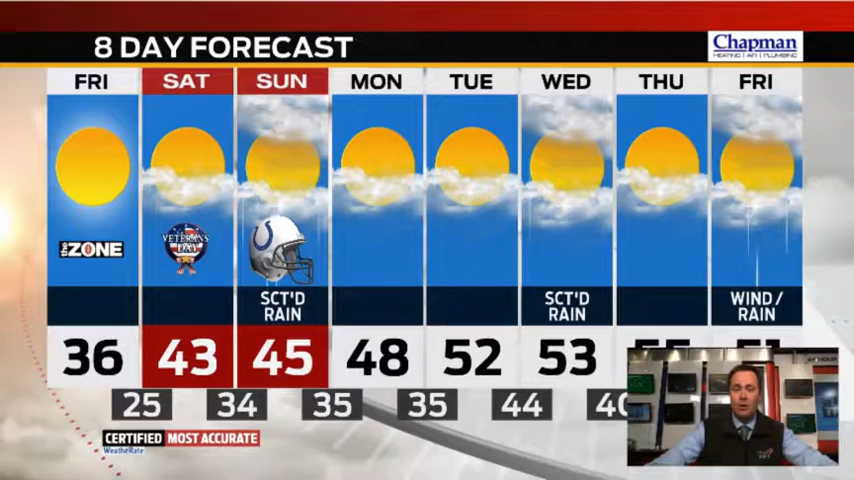 8 DAY FORECAST
Chapman
HEATING | AIR | PLUMBING
FRI SAT SUN MON TUE WED THU FRI
the ZONE
VETERANS DAY
SCT'D RAIN
SCT'D RAIN
WIND / RAIN
36 43 45 48 52 53
25 34 35 35 44
CERTIFIED MOST ACCURATE
WeatheRate